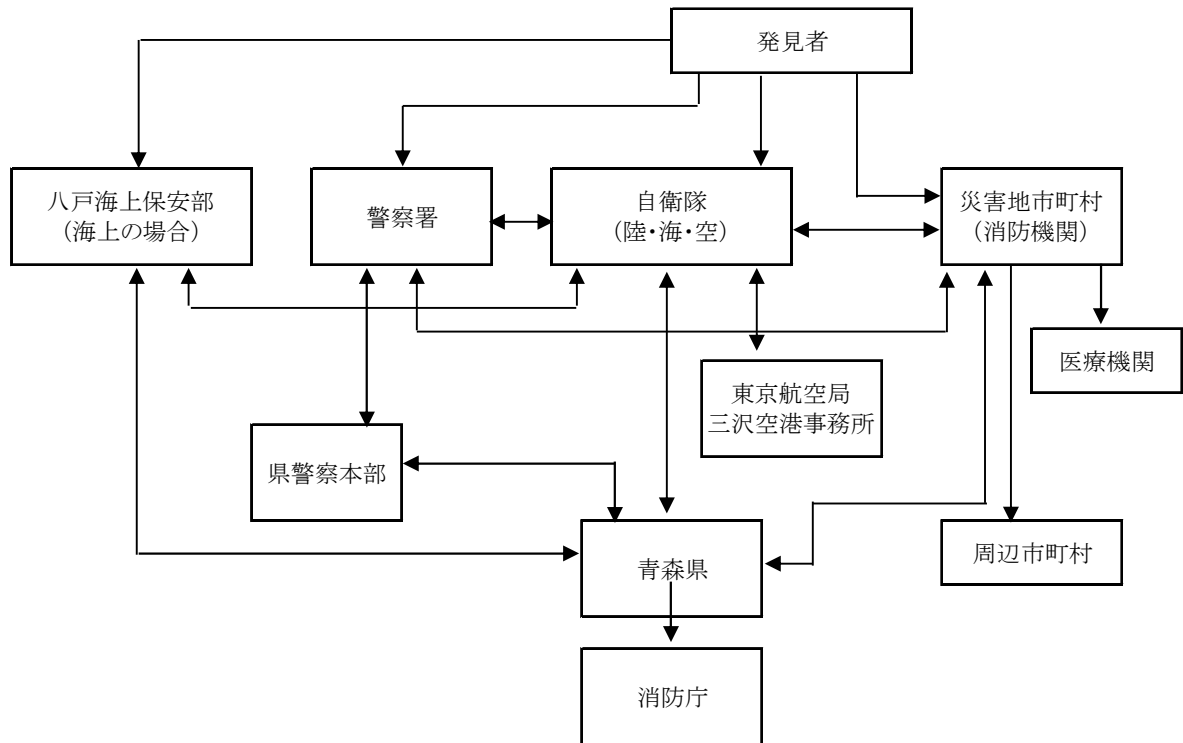 発見者
八戸海上保安部
（海上の場合）
警察署
自衛隊
（陸・海・空）
災害地市町村
（消防機関）
医療機関
東京航空局
三沢空港事務所
県警察本部
青森県
周辺市町村
消防庁